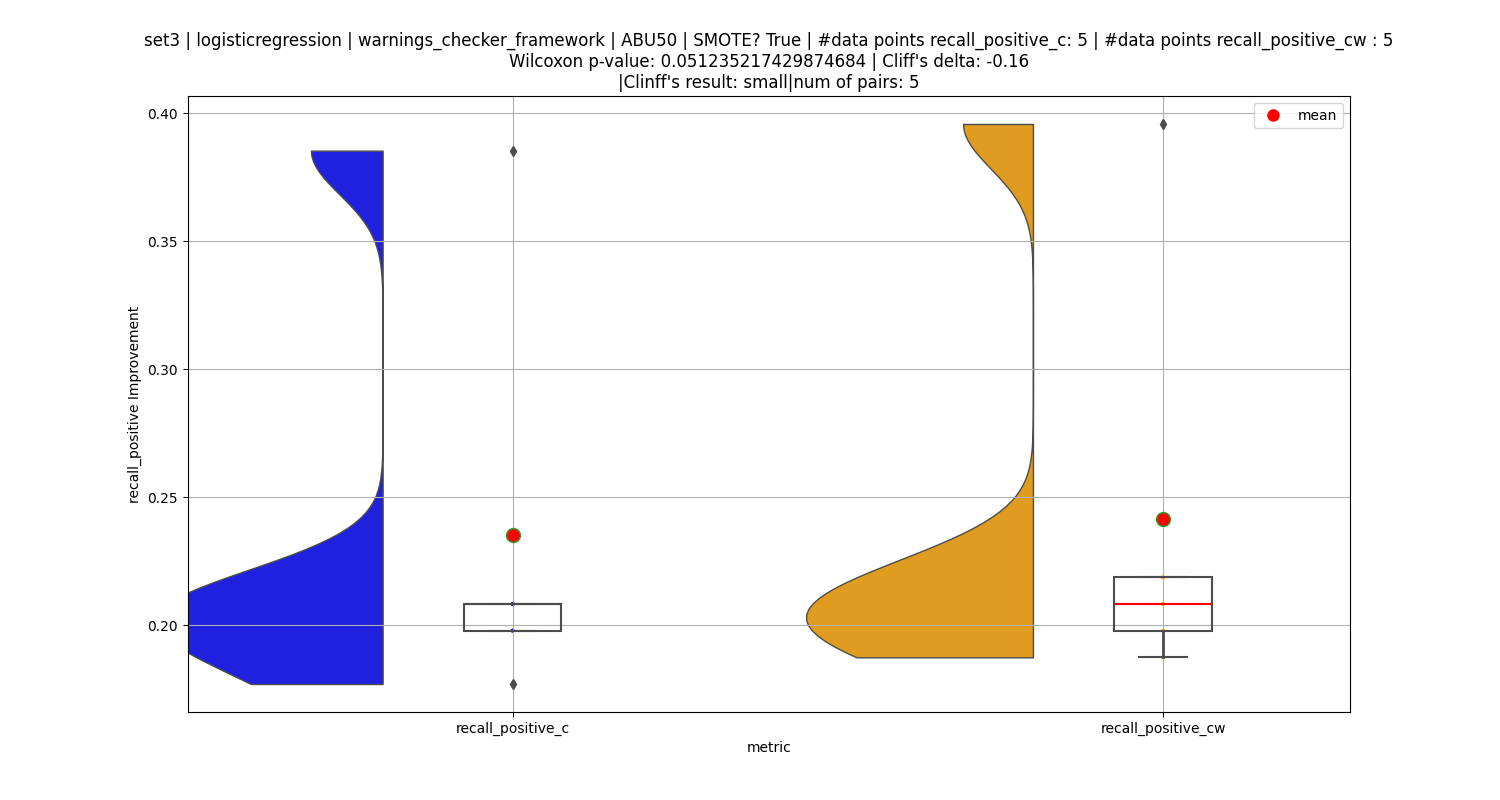 set3 | logisticregression | warnings_checker_framework | ABU50 | SMOTE? True | #data points recall_positive_c: 5 | #data points recall_positive_cw : 5
Wilcoxon p-value: 0.051235217429874684 | Cliff's delta: -0.16
|Clinff's result: small|num of pairs: 5
mean
0.40
0.35
0.30
0.25
0.20
recall_positive Improvement
recall_positive_c
recall_positive_cw
metric